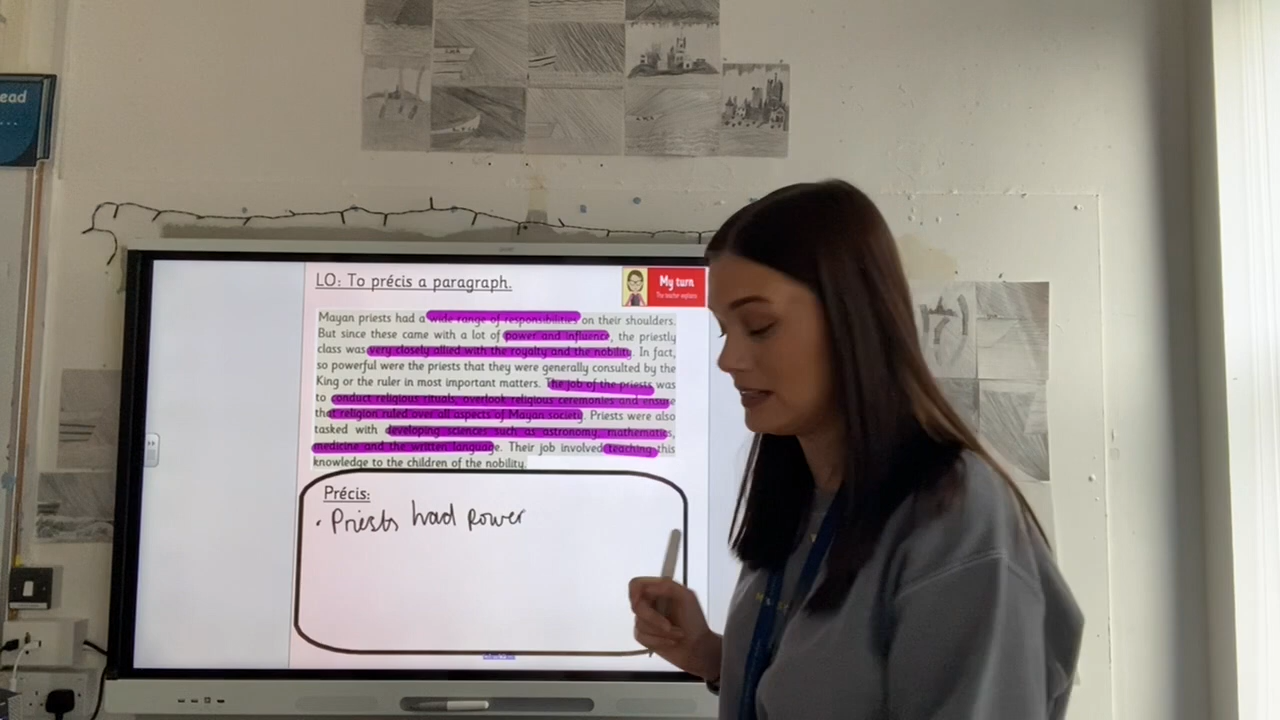 ead
LO: To précis a paragraph.
My turn
The teacher explains
Mayan priests had a wide range of responsibilities on their shoulders.
But since these came with a lot of power and influence, the priestly
class was very closely allied with the royalty and the nobility. In fact,
so powerful were the priests that they were generally consulted by the
King or the ruler in most important matters. The job of the priests was
to conduct religious rituals, overlook religious ceremonies and ensure
that religion ruled over all aspects of Mayan society. Priests were also
tasked with developing sciences such as astronomy, mathematics,
medicine and the written language. Their job involved teaching this
knowledge to the children of the nobility.
Précis:
· Priests had power